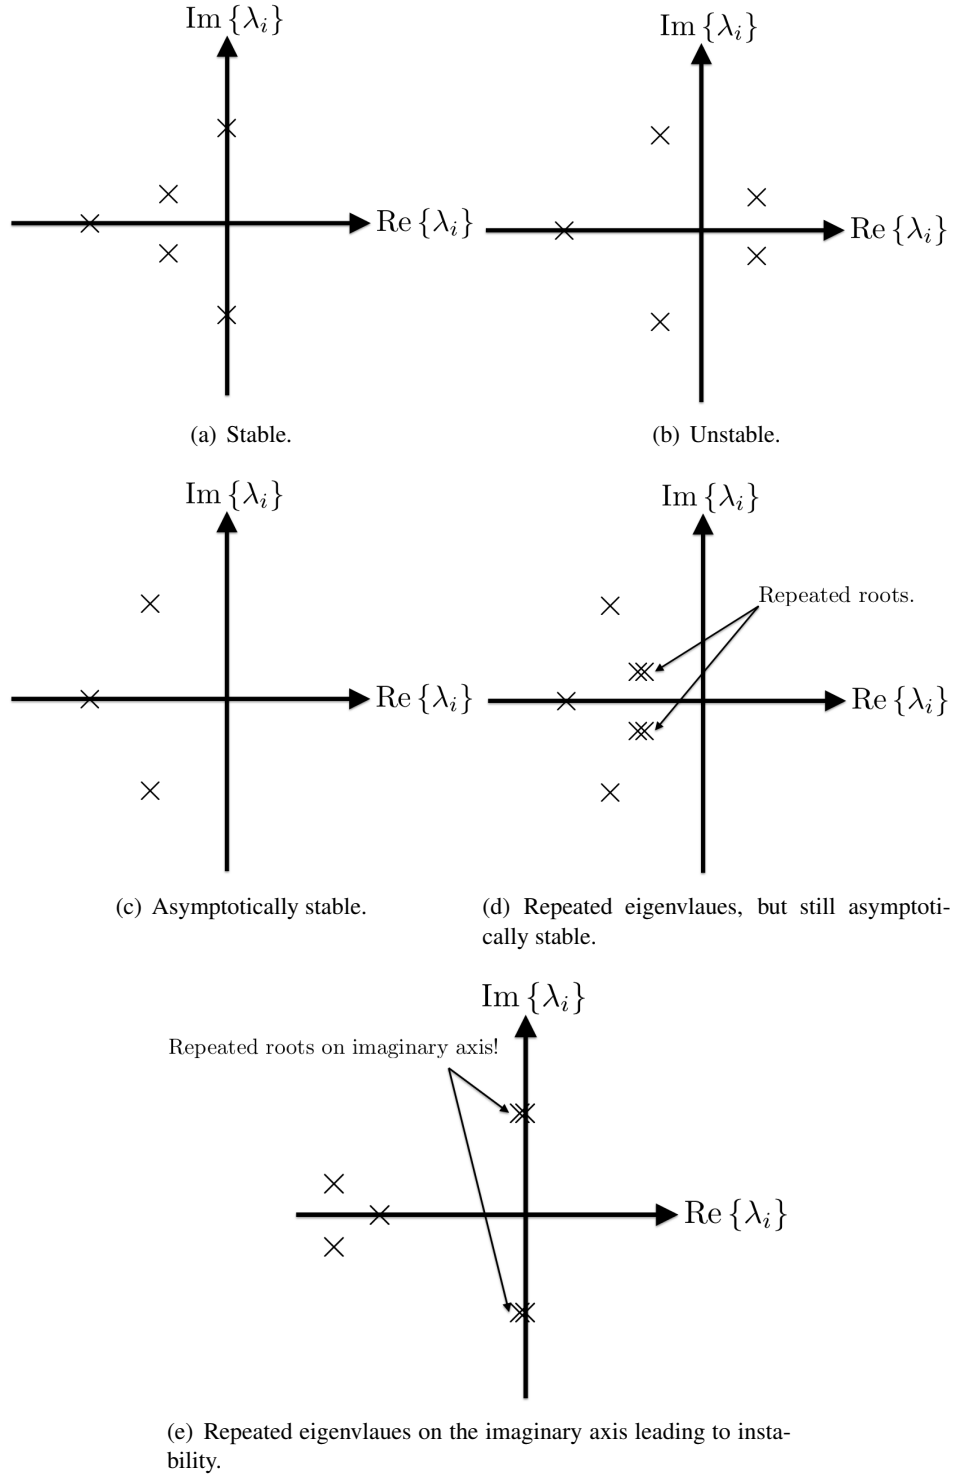 Im {λᵢ}
Re {λᵢ}
(a) Stable.
Im {λᵢ}
Re {λᵢ}
(b) Unstable.
Im {λᵢ}
Re {λᵢ}
(c) Asymptotically stable.
Im {λᵢ}
Repeated roots.
Re {λᵢ}
(d) Repeated eigenvlaues, but still asymptoti-
cally stable.
Im {λᵢ}
Repeated roots on imaginary axis!
Re {λᵢ}
(e) Repeated eigenvlaues on the imaginary axis leading to insta-
bility.